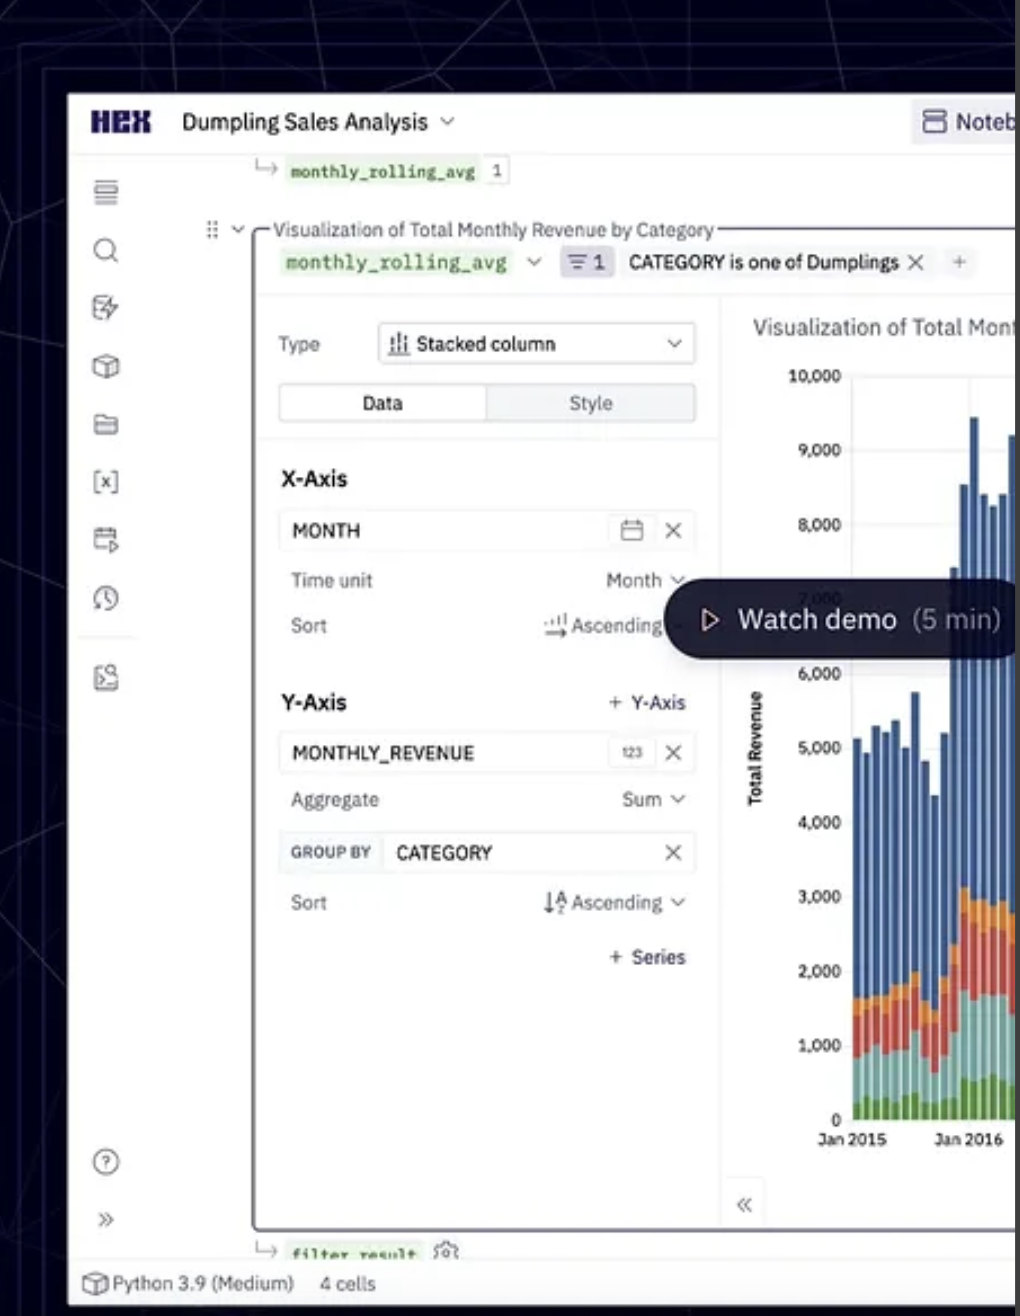 HEX Dumpling Sales Analysis Noteb
monthly_rolling_avg 1
Visualization of Total Monthly Revenue by Category
monthly_rolling_avg 1 CATEGORY is one of Dumplings
Type Stacked column
Data Style
X-Axis
MONTH
Time unit Month
Sort Ascending
Y-Axis + Y-Axis
MONTHLY_REVENUE 123
Aggregate Sum
GROUP BY CATEGORY
Sort Ascending
+ Series
Visualization of Total Mont
10,000
9,000
8,000
7,000
Watch demo (5 min)
6,000
5,000
4,000
3,000
2,000
1,000
0
Total Revenue
Jan 2015 Jan 2016
filter_result
Python 3.9 (Medium) 4 cells